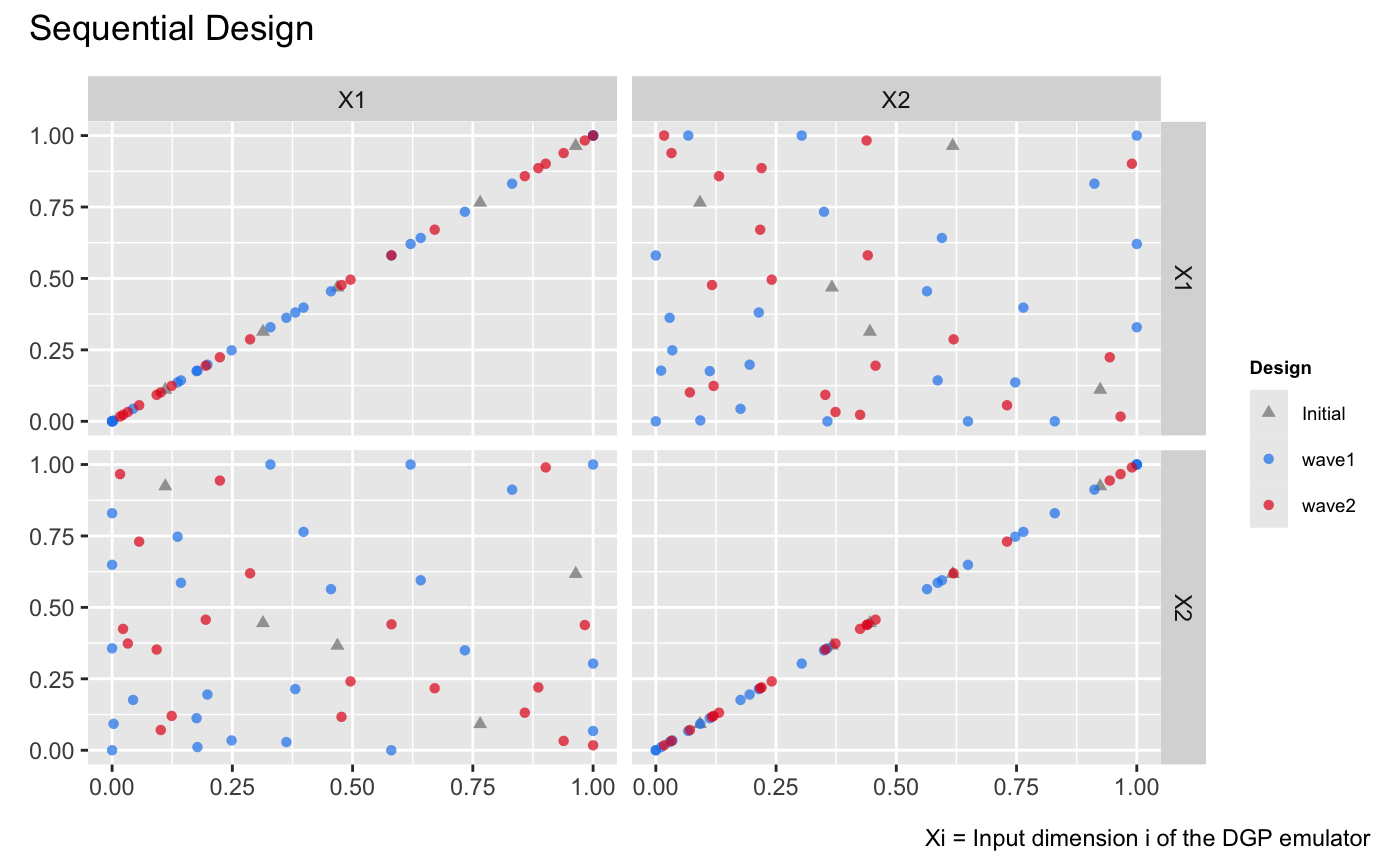 Sequential Design
X1
X2
1.00
0.75
0.50
0.25
0.00
X1
1.00
0.75
0.50
0.25
0.00
X2
0.00 0.25 0.50 0.75 1.00
0.00 0.25 0.50 0.75 1.00
Design
Initial
wave1
wave2
Xi = Input dimension i of the DGP emulator